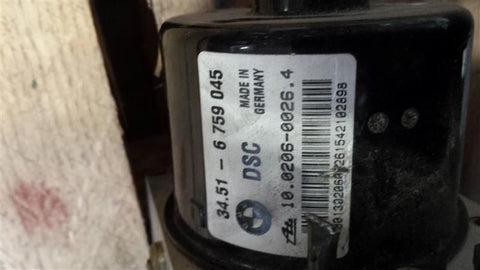 34.51 - 6 759 045
DSC
MADE IN
GERMANY
10.0206-0026.4